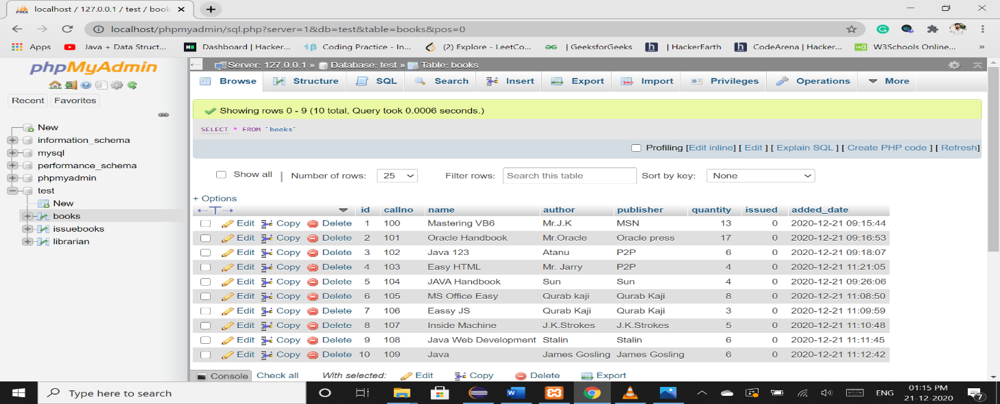 localhost / 127.0.0.1 / test / book
localhost/phpmyadmin/sql.php?server=1&db=test&table=books&pos=0
Apps Java + Data Struct... Dashboard | Hacker... Coding Practice - In... (2) Explore - LeetCo... | GeeksforGeeks | HackerEarth CodeArena | Hacker... W3Schools Online... »
phpMyAdmin
Recent Favorites
New
information_schema
mysql
performance_schema
phpmyadmin
test
New
books
issuebooks
librarian
Server: 127.0.0.1 » Database: test » Table: books
Browse Structure SQL Search Insert Export Import Privileges Operations More
Showing rows 0 - 9 (10 total, Query took 0.0006 seconds.)
SELECT * FROM `books`
Profiling [Edit inline] [ Edit ] [ Explain SQL ] [ Create PHP code ] [ Refresh]
Show all | Number of rows: 25 Filter rows: Search this table Sort by key: None
+ Options
id callno name author publisher quantity issued added_date
Edit Copy Delete 1 100 Mastering VB6 Mr.J.K MSN 13 0 2020-12-21 09:15:44
Edit Copy Delete 2 101 Oracle Handbook Mr.Oracle Oracle press 17 0 2020-12-21 09:16:53
Edit Copy Delete 3 102 Java 123 Atanu P2P 6 0 2020-12-21 09:18:07
Edit Copy Delete 4 103 Easy HTML Mr. Jarry P2P 4 0 2020-12-21 11:21:05
Edit Copy Delete 5 104 JAVA Handbook Sun Sun 4 0 2020-12-21 09:26:06
Edit Copy Delete 6 105 MS Office Easy Qurab kaji Qurab Kaji 8 0 2020-12-21 11:08:50
Edit Copy Delete 7 106 Eassy JS Qurab Kaji Qurab Kaji 3 0 2020-12-21 11:09:59
Edit Copy Delete 8 107 Inside Machine J.K.Strokes J.K.Strokes 5 0 2020-12-21 11:10:48
Edit Copy Delete 9 108 Java Web Development Stalin Stalin 6 0 2020-12-21 11:11:45
Edit Copy Delete 10 109 Java James Gosling James Gosling 6 0 2020-12-21 11:12:42
Console Check all With selected: Edit Copy Delete Export
Type here to search
ENG
01:15 PM
21-12-2020
7